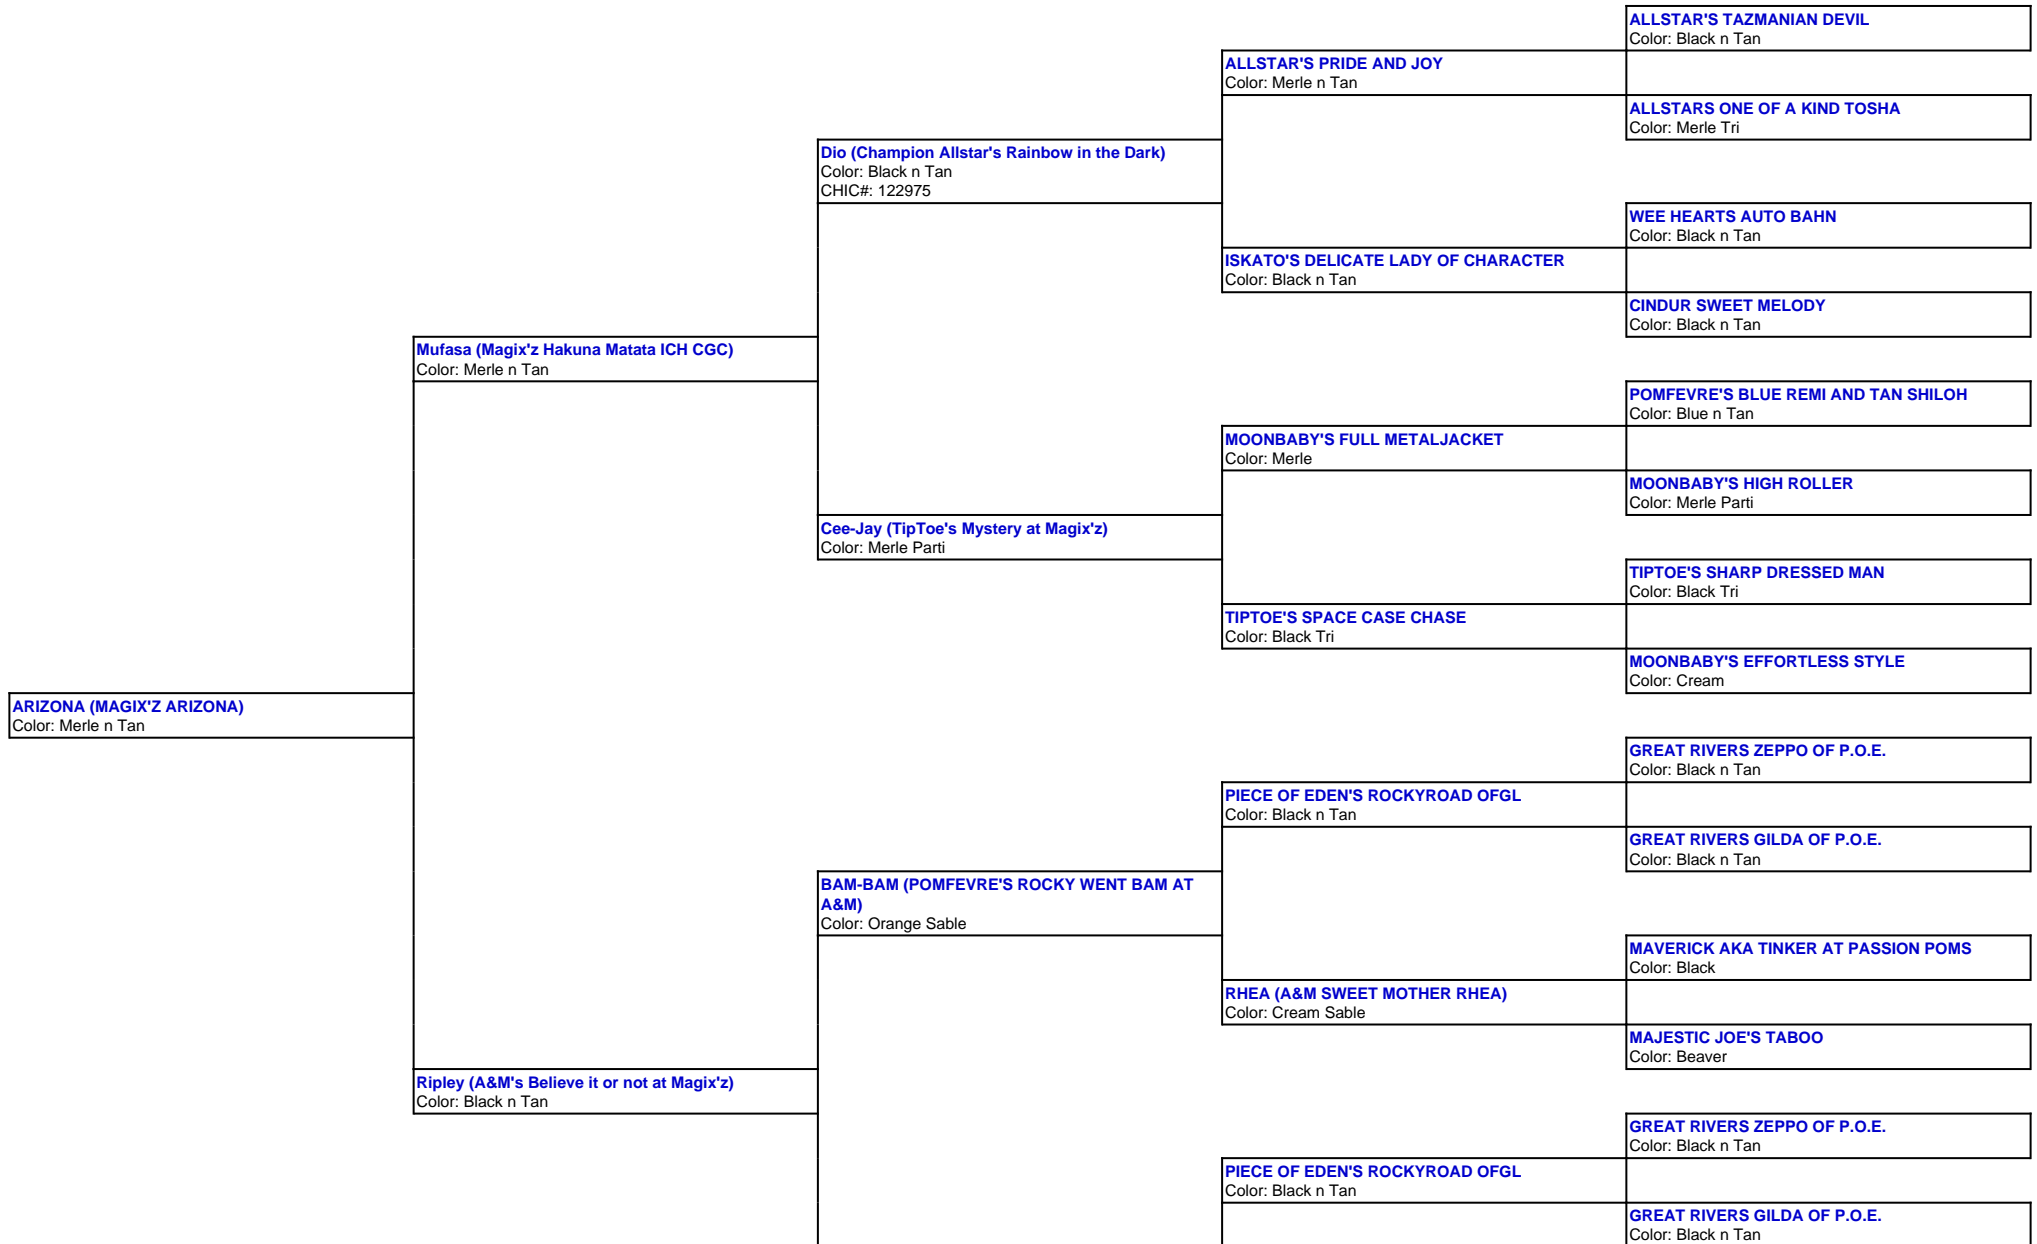 ALLSTAR'S TAZMANIAN DEVIL
Color: Black n Tan
ALLSTAR'S PRIDE AND JOY
Color: Merle n Tan
ALLSTARS ONE OF A KIND TOSHA
Color: Merle Tri
Dio (Champion Allstar's Rainbow in the Dark)
Color: Black n Tan
CHIC#: 122975
WEE HEARTS AUTO BAHN
Color: Black n Tan
ISKATO'S DELICATE LADY OF CHARACTER
Color: Black n Tan
CINDUR SWEET MELODY
Color: Black n Tan
Mufasa (Magix'z Hakuna Matata ICH CGC)
Color: Merle n Tan
POMFEVRE'S BLUE REMI AND TAN SHILOH
Color: Blue n Tan
MOONBABY'S FULL METALJACKET
Color: Merle
MOONBABY'S HIGH ROLLER
Color: Merle Parti
Cee-Jay (TipToe's Mystery at Magix'z)
Color: Merle Parti
TIPTOE'S SHARP DRESSED MAN
Color: Black Tri
TIPTOE'S SPACE CASE CHASE
Color: Black Tri
MOONBABY'S EFFORTLESS STYLE
Color: Cream
ARIZONA (MAGIX'Z ARIZONA)
Color: Merle n Tan
GREAT RIVERS ZEPPO OF P.O.E.
Color: Black n Tan
PIECE OF EDEN'S ROCKYROAD OFGL
Color: Black n Tan
GREAT RIVERS GILDA OF P.O.E.
Color: Black n Tan
BAM-BAM (POMFEVRE'S ROCKY WENT BAM AT
A&M)
Color: Orange Sable
MAVERICK AKA TINKER AT PASSION POMS
Color: Black
RHEA (A&M SWEET MOTHER RHEA)
Color: Cream Sable
MAJESTIC JOE'S TABOO
Color: Beaver
Ripley (A&M's Believe it or not at Magix'z)
Color: Black n Tan
GREAT RIVERS ZEPPO OF P.O.E.
Color: Black n Tan
PIECE OF EDEN'S ROCKYROAD OFGL
Color: Black n Tan
GREAT RIVERS GILDA OF P.O.E.
Color: Black n Tan